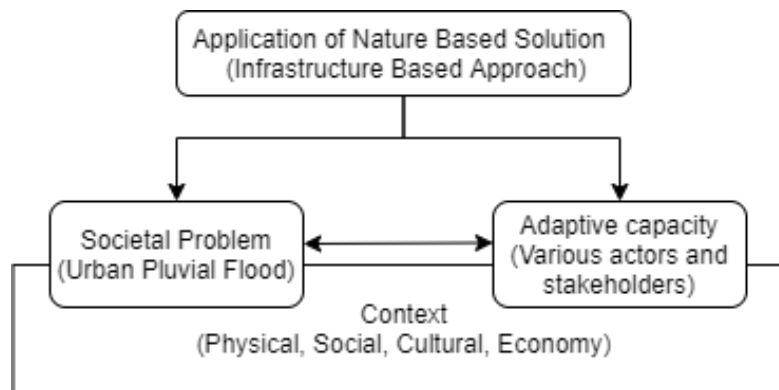 Application of Nature Based Solution
(Infrastructure Based Approach)
Societal Problem
(Urban Pluvial Flood)
Adaptive capacity
(Various actors and
stakeholders)
Context
(Physical, Social, Cultural, Economy)